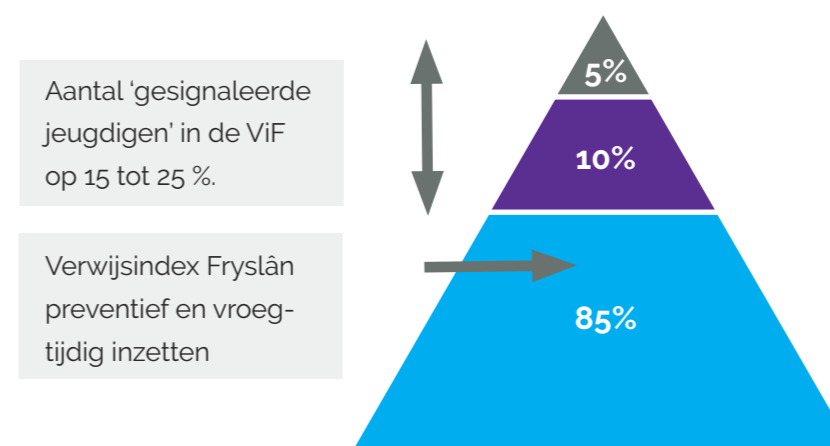 Aantal ‘gesignaleerde
jeugdigen’ in de ViF
op 15 tot 25 %.
Verwijsindex Fryslân
preventief en vroeg-
tijdig inzetten
5%
10%
85%